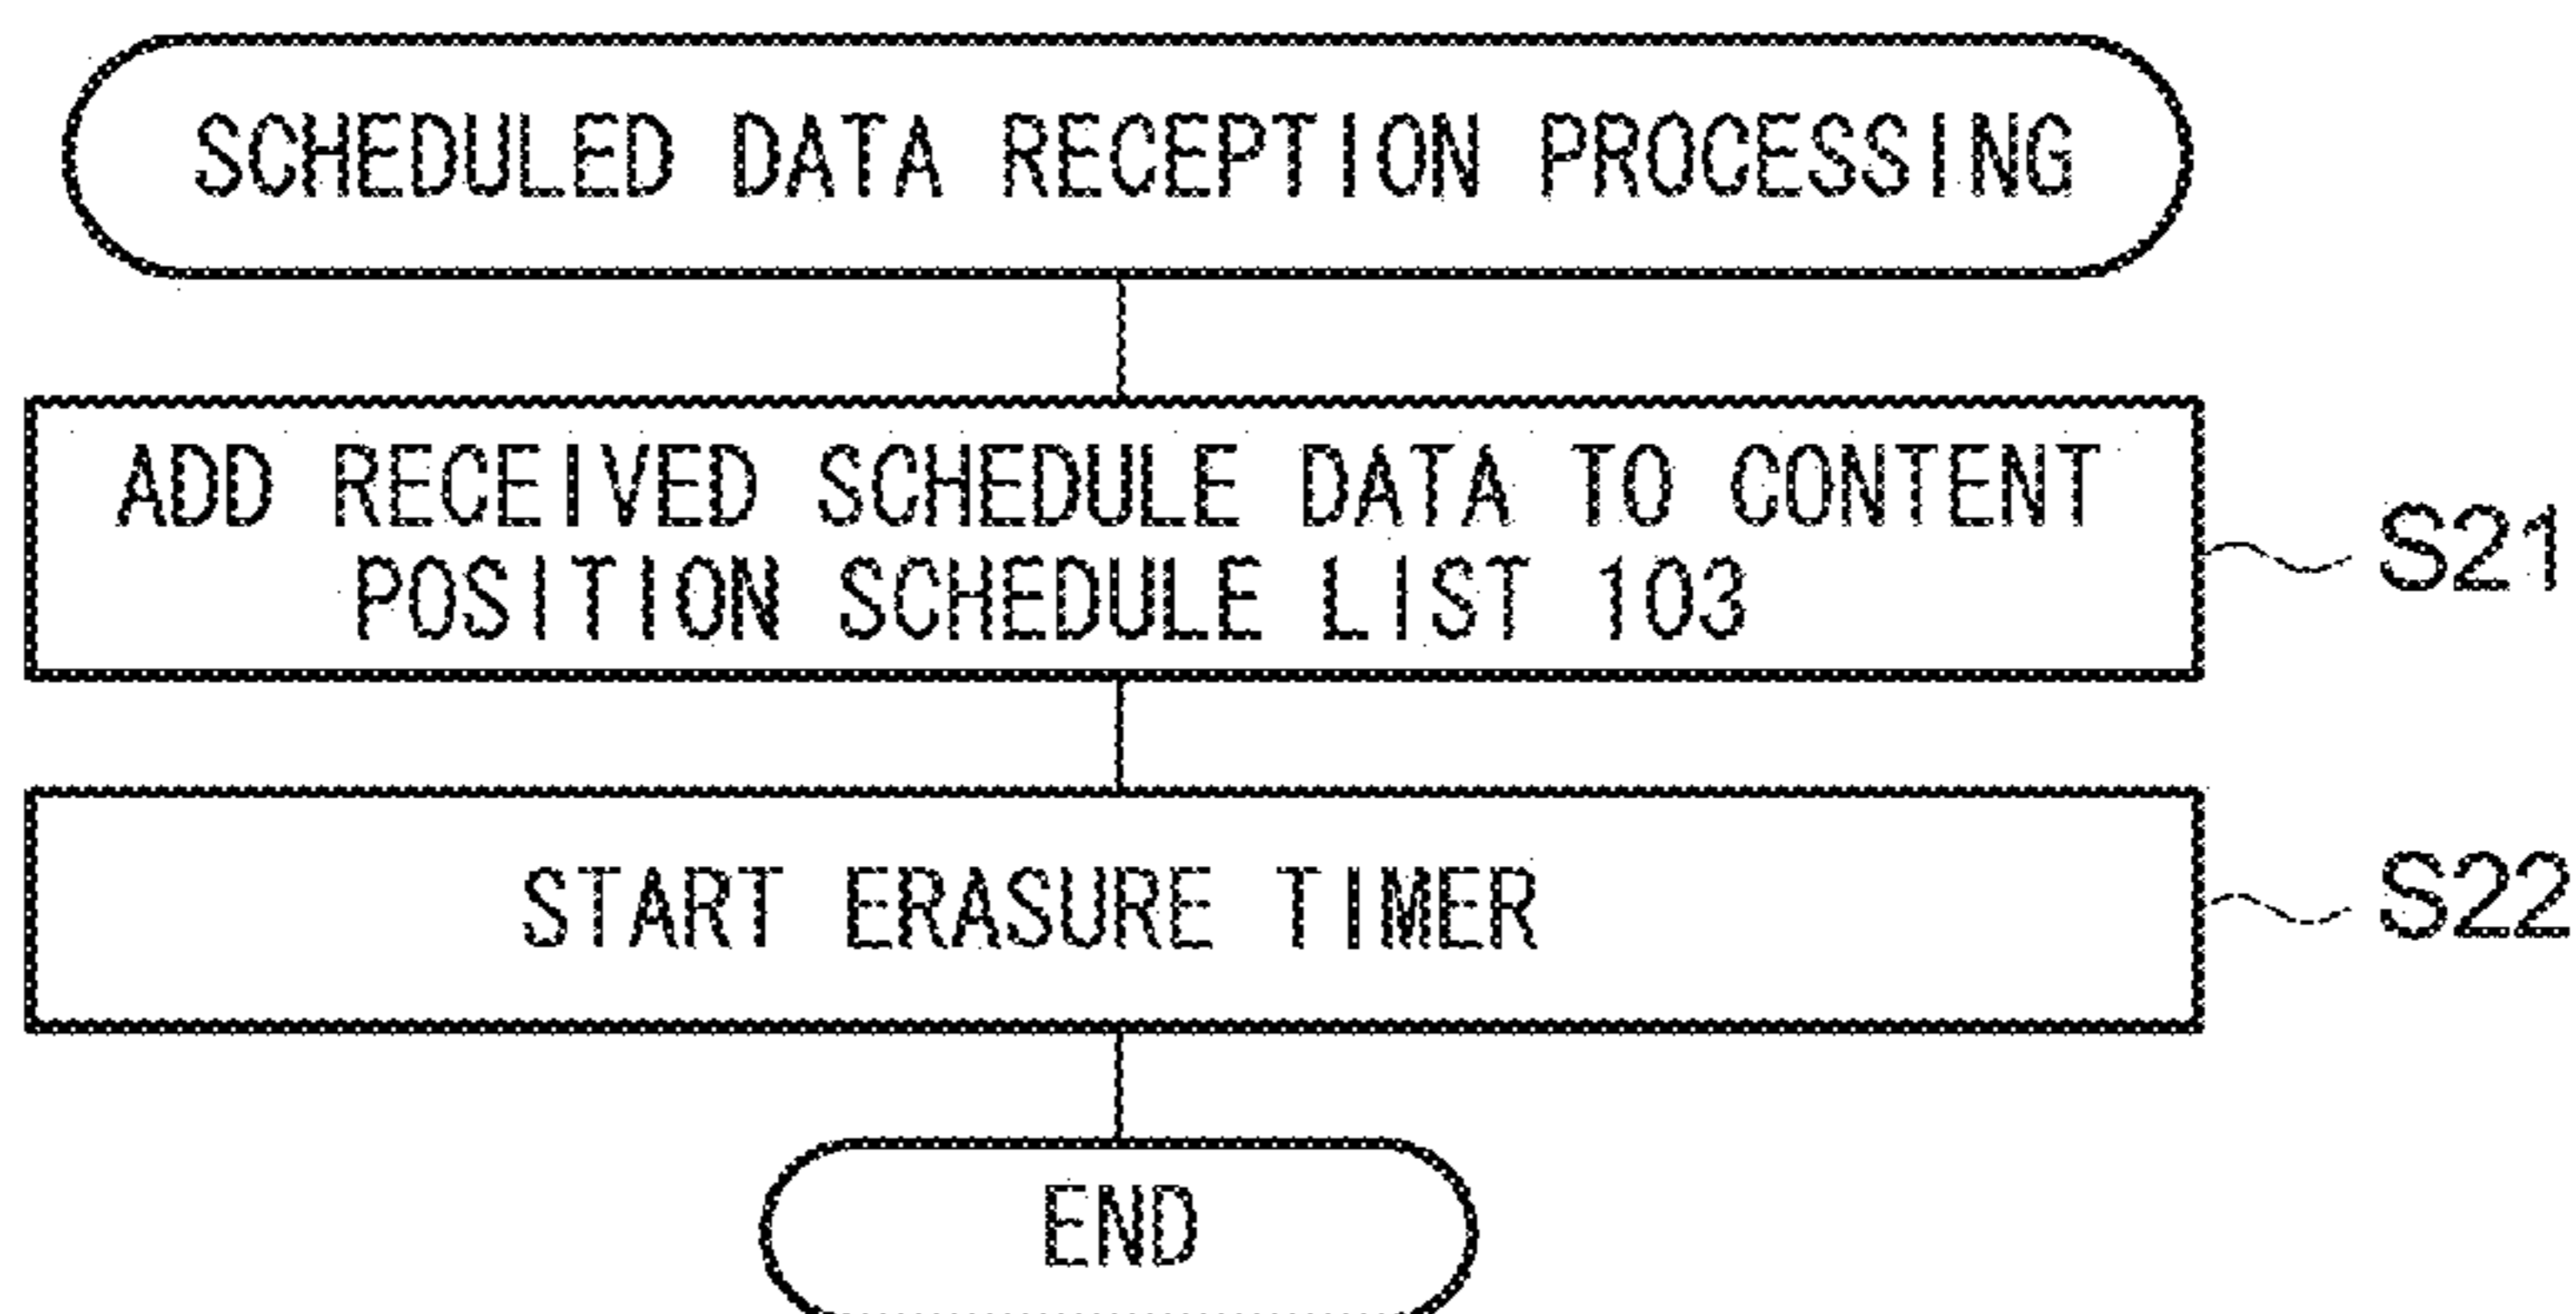 SCHEDULED DATA RECEPTION PROCESSING
ADD RECEIVED SCHEDULE DATA TO CONTENT
POSITION SCHEDULE LIST 103
S21
START ERASURE TIMER
S22
END